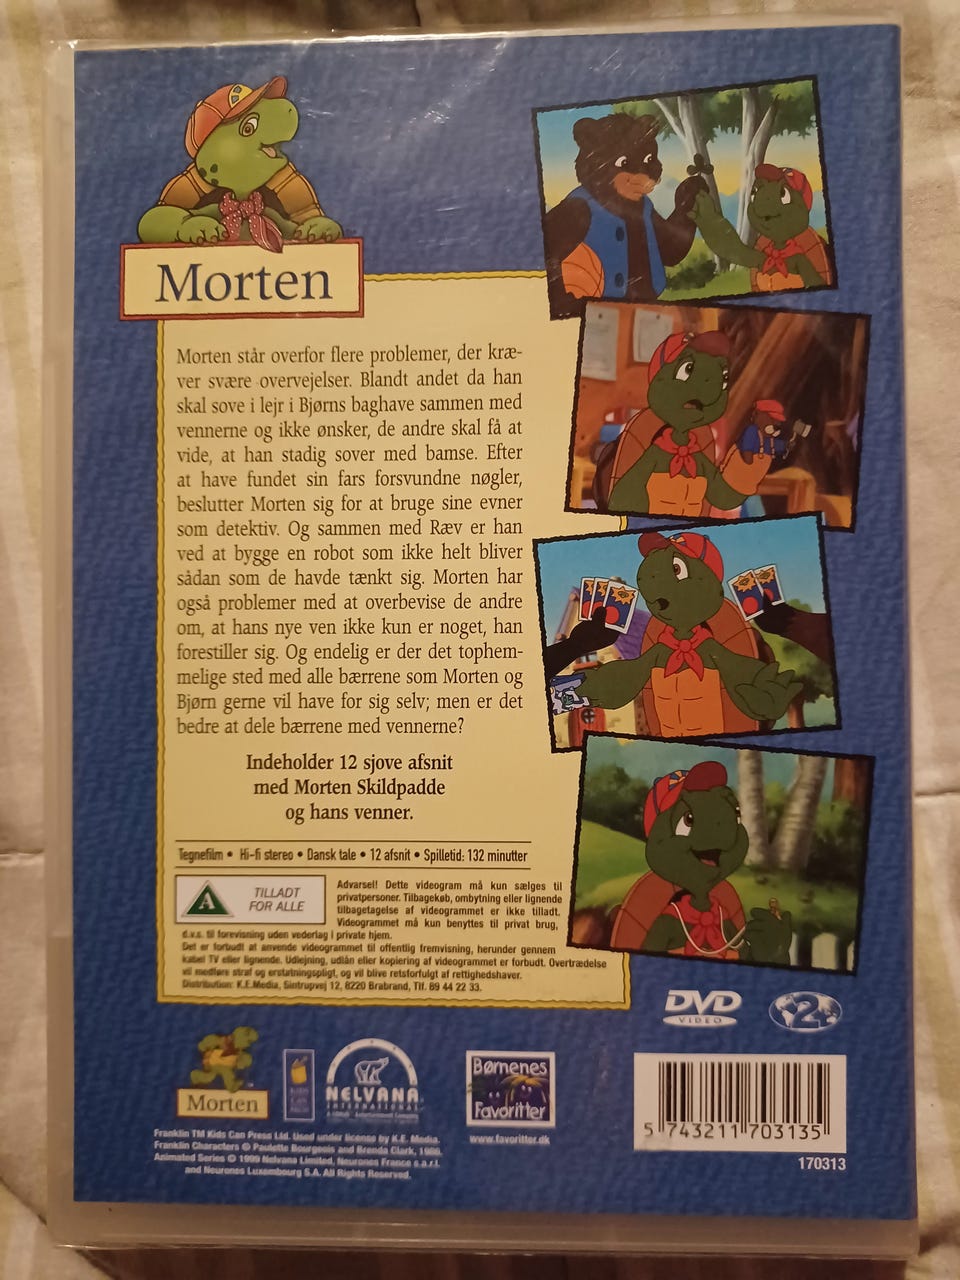 Morten
Morten står overfor flere problemer, der kræ-
ver svære overvejelser. Blandt andet da han
skal sove i lejr i Bjørns baghave sammen med
vennerne og ikke ønsker, de andre skal få at
vide, at han stadig sover med bamse. Efter
at have fundet sin fars forsvundne nøgler,
beslutter Morten sig for at bruge sine evner
som detektiv. Og sammen med Ræv er han
ved at bygge en robot som ikke helt bliver
sådan som de havde tænkt sig. Morten har
også problemer med at overbevise de andre
om, at hans nye ven ikke kun er noget, han
forestiller sig. Og endelig er der det tophem-
melige sted med alle bærrene som Morten og
Bjørn gerne vil have for sig selv; men er det
bedre at dele bærrene med vennerne?
Indeholder 12 sjove afsnit
med Morten Skildpadde
og hans venner.
Tegnefilm • Hi-fi stereo • Dansk tale • 12 afsnit • Spilletid: 132 minutter
A
TILLADT
FOR ALLE
Advarsel! Dette videogram må kun sælges til
privatpersoner. Tilbagekøb, ombytning eller lignende
tilbagetagelse af videogrammet er ikke tilladt.
Videogrammet må kun benyttes til privat brug,
d.v.s. til forevisning uden vederlag i private hjem.
Det er forbudt at anvende videogrammet til offentlig fremvisning, herunder gennem
kabel TV eller lignende. Udlejning, udlån eller kopiering af videogrammet er forbudt. Overtrædelse
vil medføre straf og erstatningspligt, og vil blive retsforfulgt af rettighedshaver.
Distribution: K.E.Media, Sintrupvej 12, 8220 Brabrand, Tlf. 89 44 22 33.
DVD
VIDEO
2
Morten
KIDS
CAN
PRESS
NELVANA
INTERNATIONAL
Børnenes
Favoritter
www.favoritter.dk
5 743211 703135
170313
Franklin TM Kids Can Press Ltd. Used under license by K.E. Media.
Franklin Characters © Paulette Bourgeois and Brenda Clark, 1986.
Animated Series © 1999 Nelvana Limited, Neurones France s.a.r.l.
and Neurones Luxembourg S.A. All Rights Reserved.